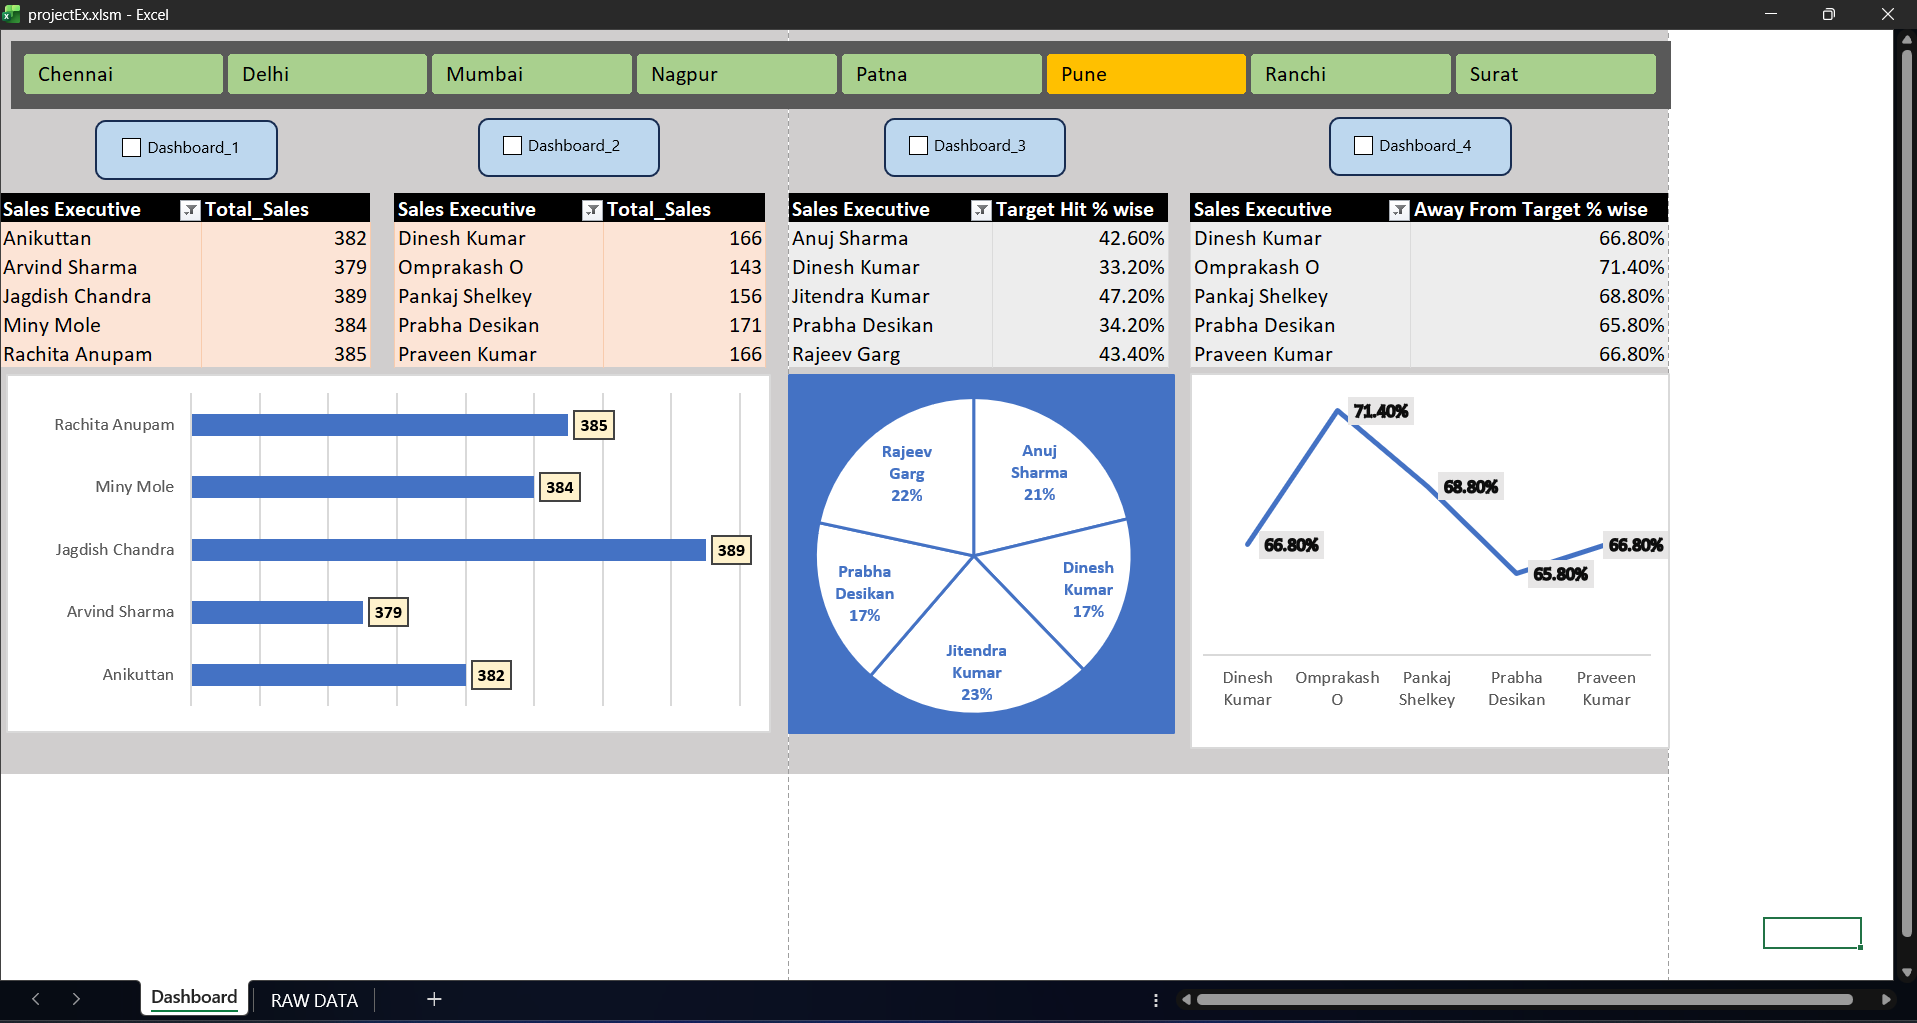 projectEx.xlsm - Excel
Chennai Delhi Mumbai Nagpur Patna Pune Ranchi Surat
Dashboard_1 Dashboard_2 Dashboard_3 Dashboard_4
Sales Executive Total_Sales
Anikuttan 382
Arvind Sharma 379
Jagdish Chandra 389
Miny Mole 384
Rachita Anupam 385
Sales Executive Total_Sales
Dinesh Kumar 166
Omprakash O 143
Pankaj Shelkey 156
Prabha Desikan 171
Praveen Kumar 166
Sales Executive Target Hit % wise
Anuj Sharma 42.60%
Dinesh Kumar 33.20%
Jitendra Kumar 47.20%
Prabha Desikan 34.20%
Rajeev Garg 43.40%
Sales Executive Away From Target % wise
Dinesh Kumar 66.80%
Omprakash O 71.40%
Pankaj Shelkey 68.80%
Prabha Desikan 65.80%
Praveen Kumar 66.80%
Rachita Anupam 385
Miny Mole 384
Jagdish Chandra 389
Arvind Sharma 379
Anikuttan 382
Rajeev
Garg
22%
Anuj
Sharma
21%
Prabha
Desikan
17%
Dinesh
Kumar
17%
Jitendra
Kumar
23%
71.40%
68.80%
66.80%
66.80%
65.80%
Dinesh Omprakash Pankaj Prabha Praveen
Kumar O Shelkey Desikan Kumar
Dashboard RAW DATA